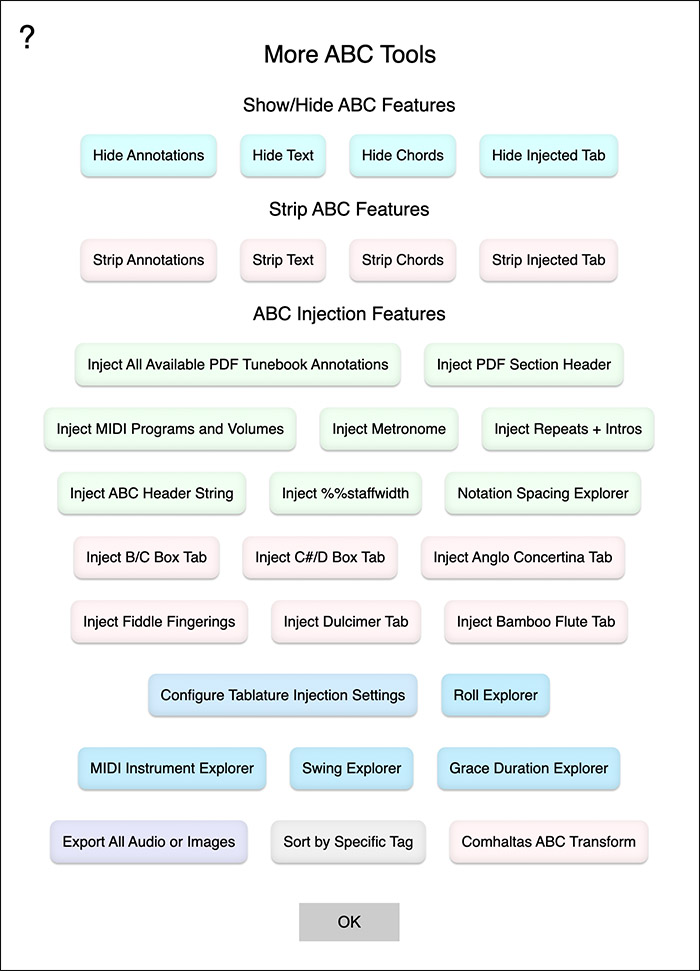 ?
More ABC Tools
Show/Hide ABC Features
Hide Annotations Hide Text Hide Chords Hide Injected Tab
Strip ABC Features
Strip Annotations Strip Text Strip Chords Strip Injected Tab
ABC Injection Features
Inject All Available PDF Tunebook Annotations Inject PDF Section Header
Inject MIDI Programs and Volumes Inject Metronome Inject Repeats + Intros
Inject ABC Header String Inject %%staffwidth Notation Spacing Explorer
Inject B/C Box Tab Inject C#/D Box Tab Inject Anglo Concertina Tab
Inject Fiddle Fingerings Inject Dulcimer Tab Inject Bamboo Flute Tab
Configure Tablature Injection Settings Roll Explorer
MIDI Instrument Explorer Swing Explorer Grace Duration Explorer
Export All Audio or Images Sort by Specific Tag Comhaltas ABC Transform
OK